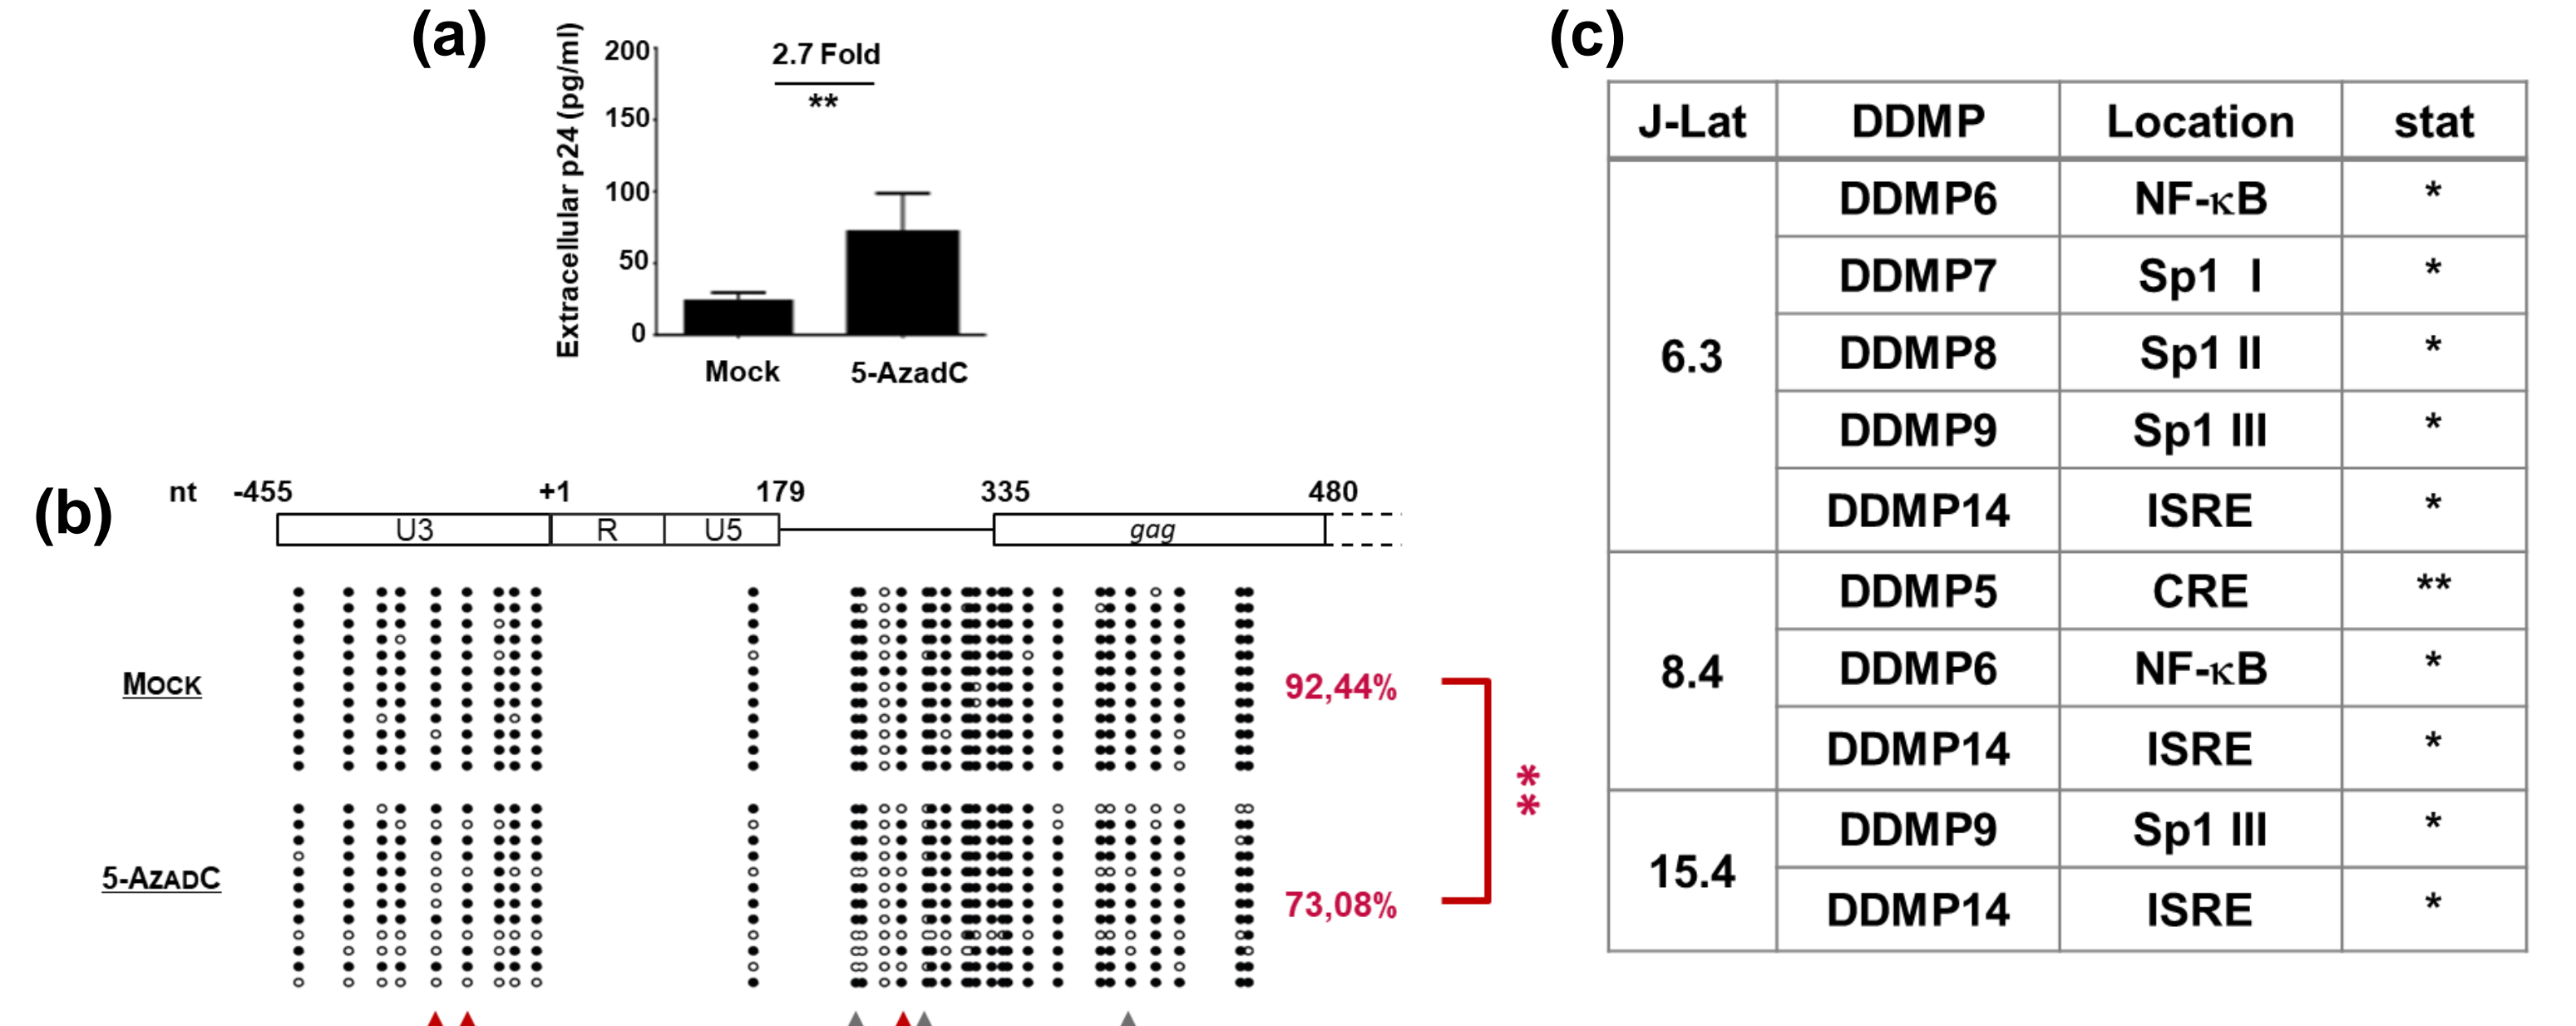 (a)
Extracellular p24 (pg/ml)
200
150
100
50
0
2.7 Fold
**
Mock
5-AzadC
(b)
nt -455 +1 179 335 480
U3 R U5 gag
MOCK
92,44%
**
5-AZADC
73,08%
(c)
J-Lat DDMP Location stat
6.3
DDMP6 NF-κB *
DDMP7 Sp1 I *
DDMP8 Sp1 II *
DDMP9 Sp1 III *
DDMP14 ISRE *
8.4
DDMP5 CRE **
DDMP6 NF-κB *
DDMP14 ISRE *
15.4
DDMP9 Sp1 III *
DDMP14 ISRE *